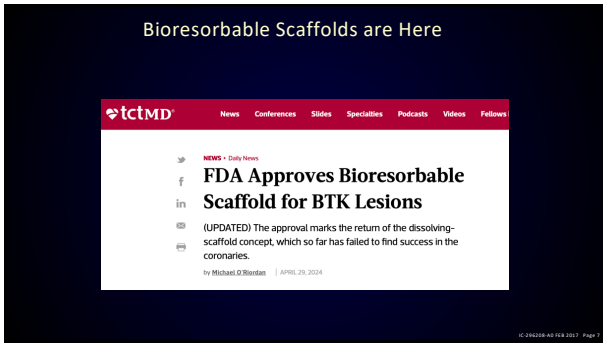 Bioresorbable Scaffolds are Here
tctMD®
News Conferences Slides Specialties Podcasts Videos Fellows
NEWS • Daily News
FDA Approves Bioresorbable
Scaffold for BTK Lesions
(UPDATED) The approval marks the return of the dissolving-
scaffold concept, which so far has failed to find success in the
coronaries.
by Michael O'Riordan | APRIL 29, 2024
IC-296208-A0 FEB 2017 Page 7